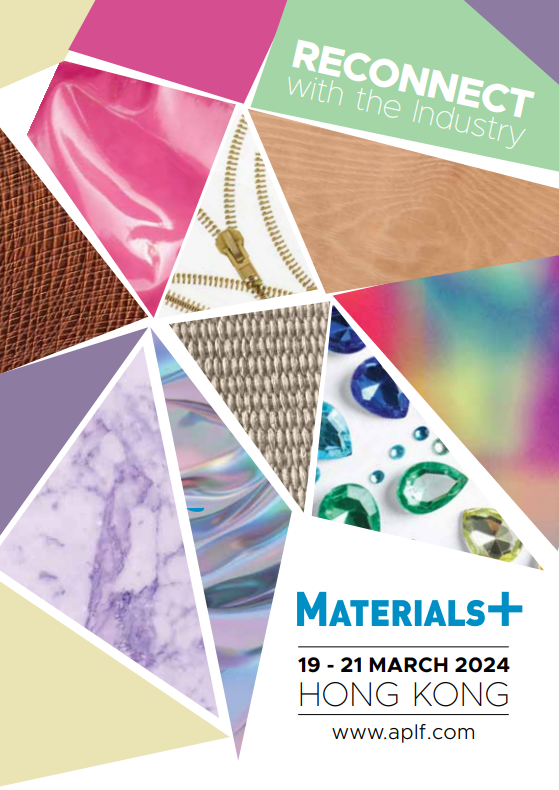 RECONNECT
with the Industry
MATERIALS+
19 - 21 MARCH 2024
HONG KONG
www.aplf.com